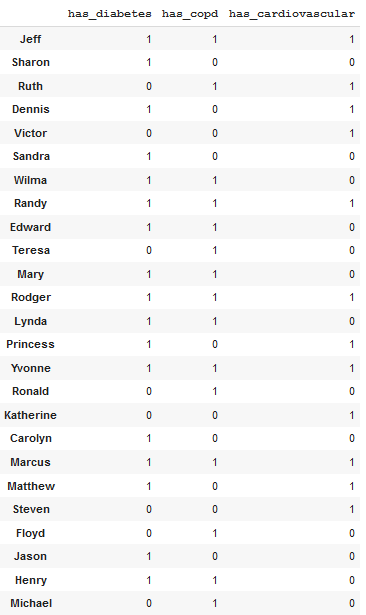 has_diabetes has_copd has_cardiovascular
Jeff 1 1 1
Sharon 1 0 0
Ruth 0 1 1
Dennis 1 0 1
Victor 0 0 1
Sandra 1 0 0
Wilma 1 1 0
Randy 1 1 1
Edward 1 1 0
Teresa 0 1 0
Mary 1 1 0
Rodger 1 1 1
Lynda 1 1 0
Princess 1 0 1
Yvonne 1 1 1
Ronald 0 1 0
Katherine 0 0 1
Carolyn 1 0 0
Marcus 1 1 1
Matthew 1 0 1
Steven 0 0 1
Floyd 0 1 0
Jason 1 0 0
Henry 1 1 0
Michael 0 1 0